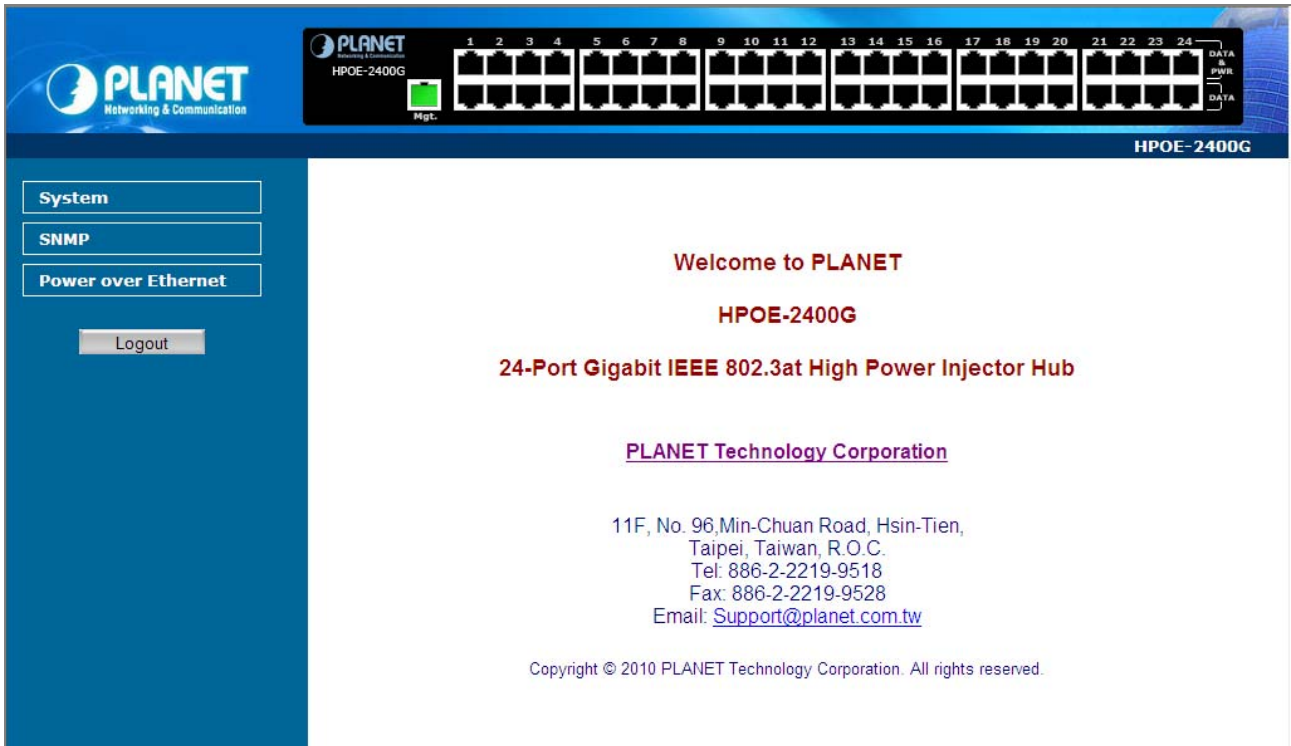 PLANET
Networking & Communication
PLANET
Networking & Communication
HPOE-2400G
Mgt.
1 2 3 4 5 6 7 8 9 10 11 12 13 14 15 16 17 18 19 20 21 22 23 24
DATA
&
PWR
DATA
HPOE-2400G
System
SNMP
Power over Ethernet
Logout
Welcome to PLANET
HPOE-2400G
24-Port Gigabit IEEE 802.3at High Power Injector Hub
PLANET Technology Corporation
11F, No. 96,Min-Chuan Road, Hsin-Tien,
Taipei, Taiwan, R.O.C.
Tel: 886-2-2219-9518
Fax: 886-2-2219-9528
Email: Support@planet.com.tw
Copyright © 2010 PLANET Technology Corporation. All rights reserved.